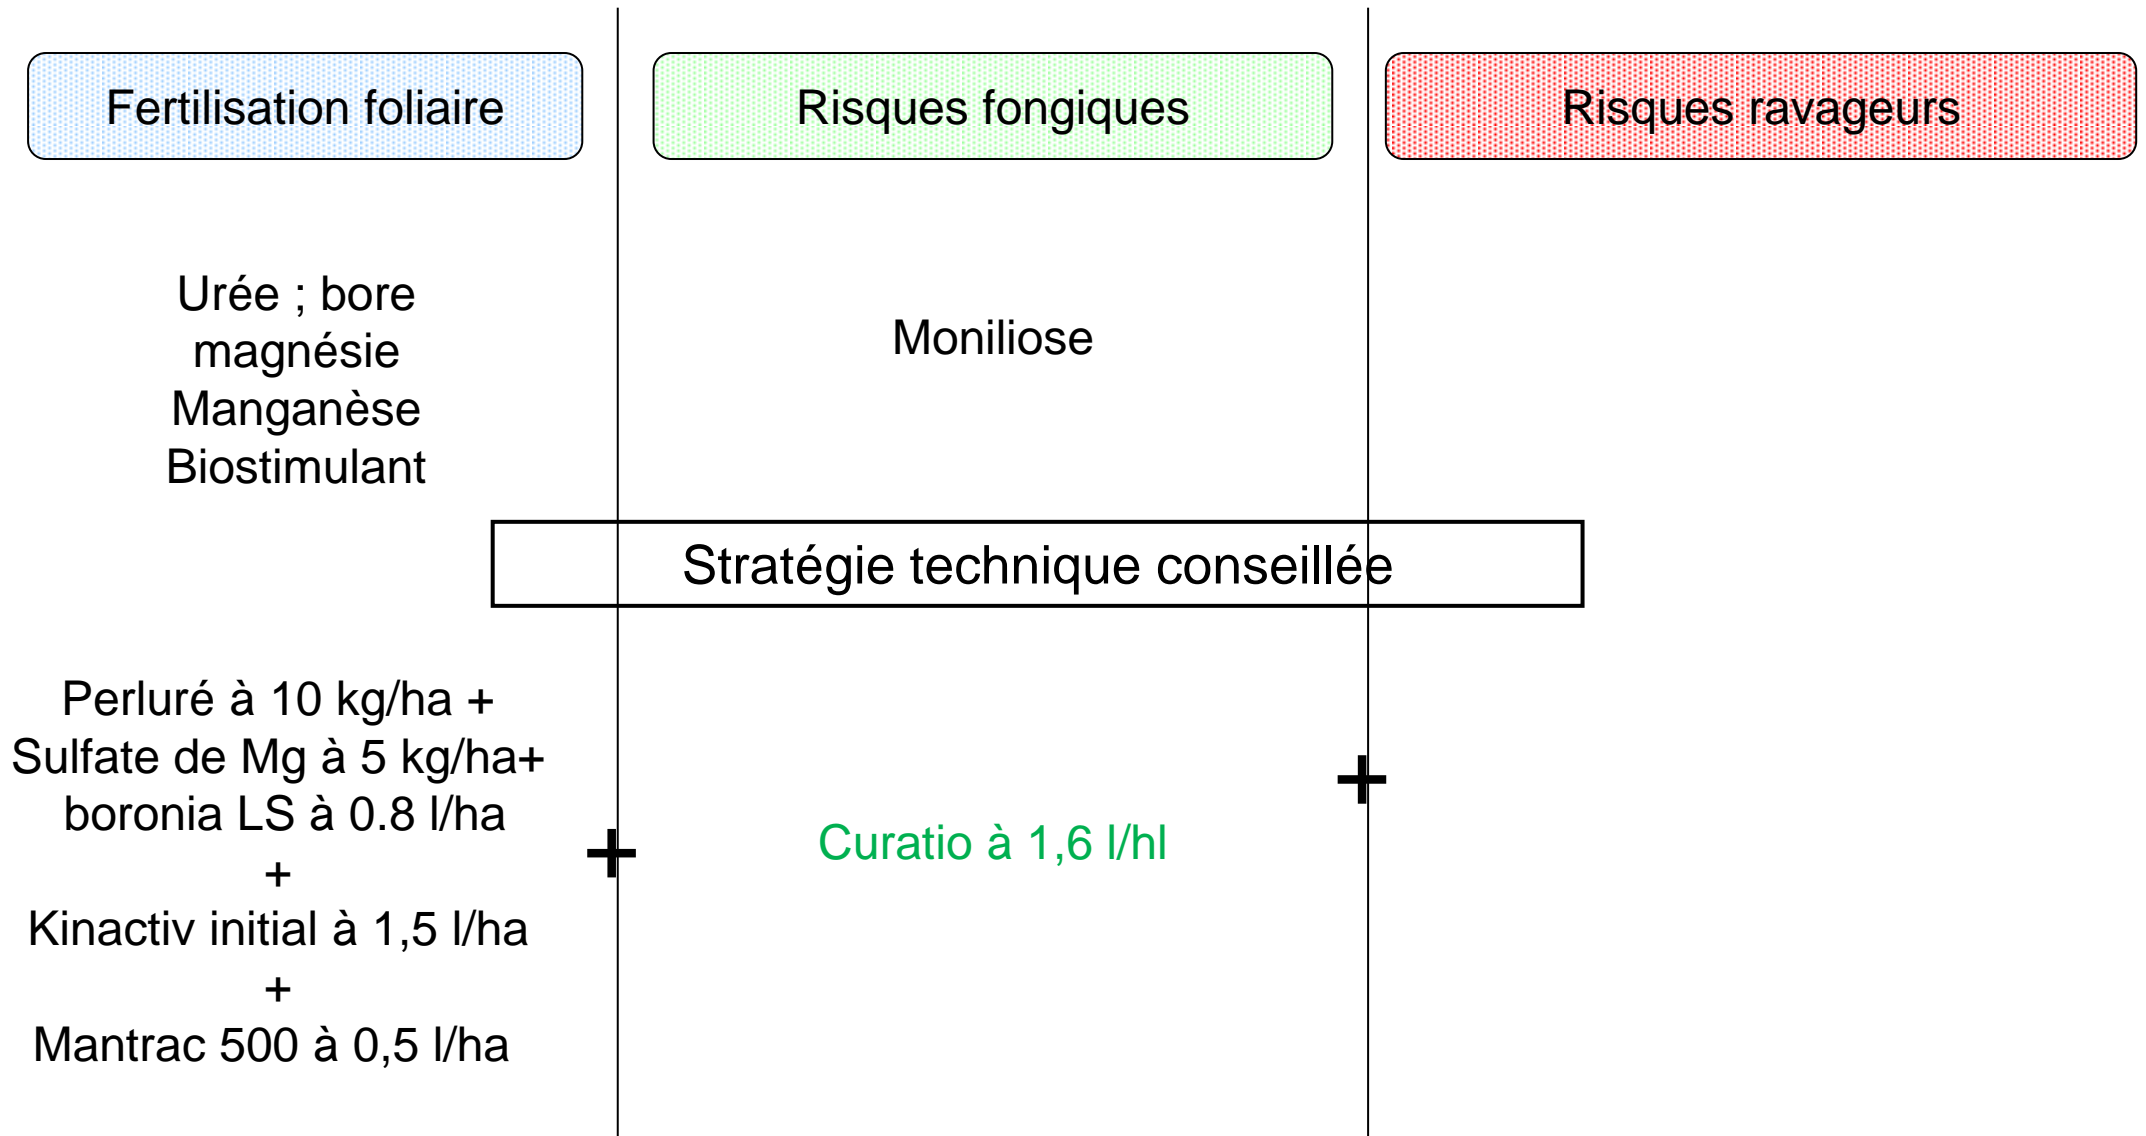 Fertilisation foliaire
Risques fongiques
Risques ravageurs
Urée ; bore
magnésie
Manganèse
Biostimulant
Moniliose
Stratégie technique conseillée
Perluré à 10 kg/ha +
Sulfate de Mg à 5 kg/ha+
boronia LS à 0.8 l/ha
+
Kinactiv initial à 1,5 l/ha
+
Mantrac 500 à 0,5 l/ha
+
Curatio à 1,6 l/hl
+